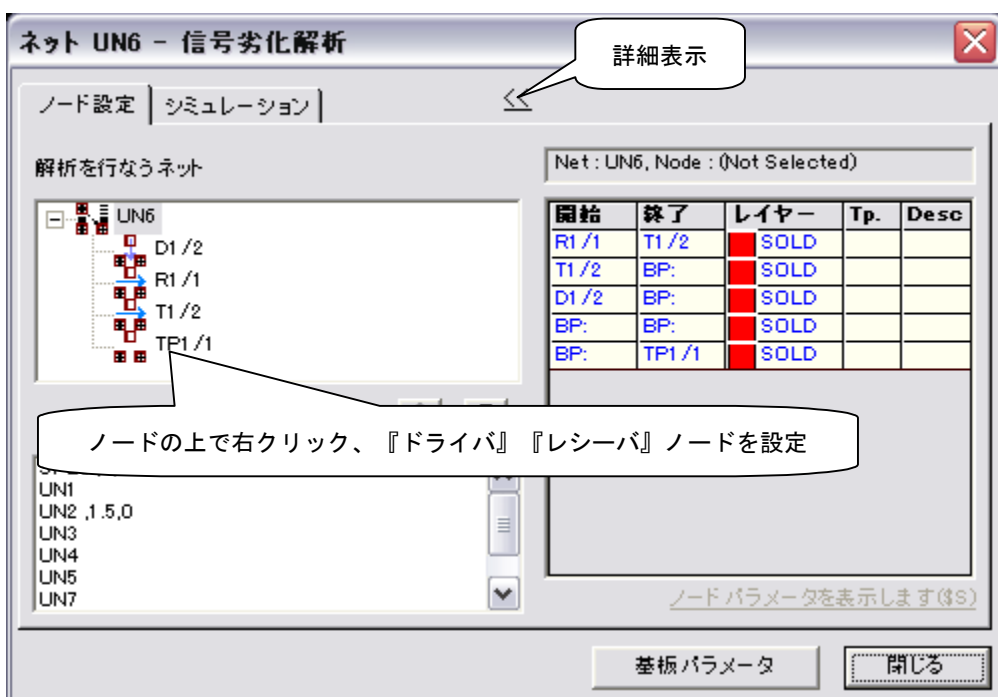 ネット UN6 - 信号劣化解析
詳細表示
ノード設定
シミュレーション
<<
解析を行なうネット
UN6
D1/2
R1/1
T1/2
TP1/1
Net : UN6, Node : (Not Selected)
開始 終了 レイヤー Tp. Desc
R1/1 T1/2 SOLD
T1/2 BP: SOLD
D1/2 BP: SOLD
BP: BP: SOLD
BP: TP1/1 SOLD
ノードの上で右クリック、『ドライバ』『レシーバ』ノードを設定
UN1
UN2 ,1.5,0
UN3
UN4
UN5
UN7
ノード パラメータを表示します($S)
基板パラメータ
閉じる